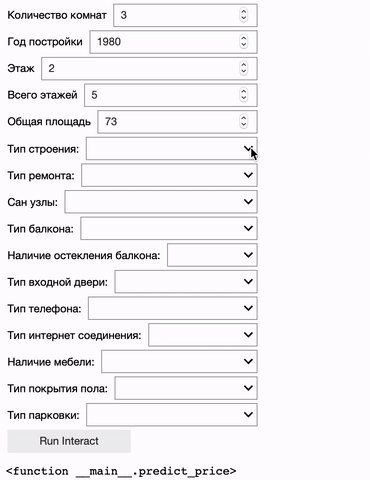 Количество комнат 3
Год постройки 1980
Этаж 2
Всего этажей 5
Общая площадь 73
Тип строения:
Тип ремонта:
Сан узлы:
Тип балкона:
Наличие остекления балкона:
Тип входной двери:
Тип телефона:
Тип интернет соединения:
Наличие мебели:
Тип покрытия пола:
Тип парковки:
Run Interact
<function __main__.predict_price>